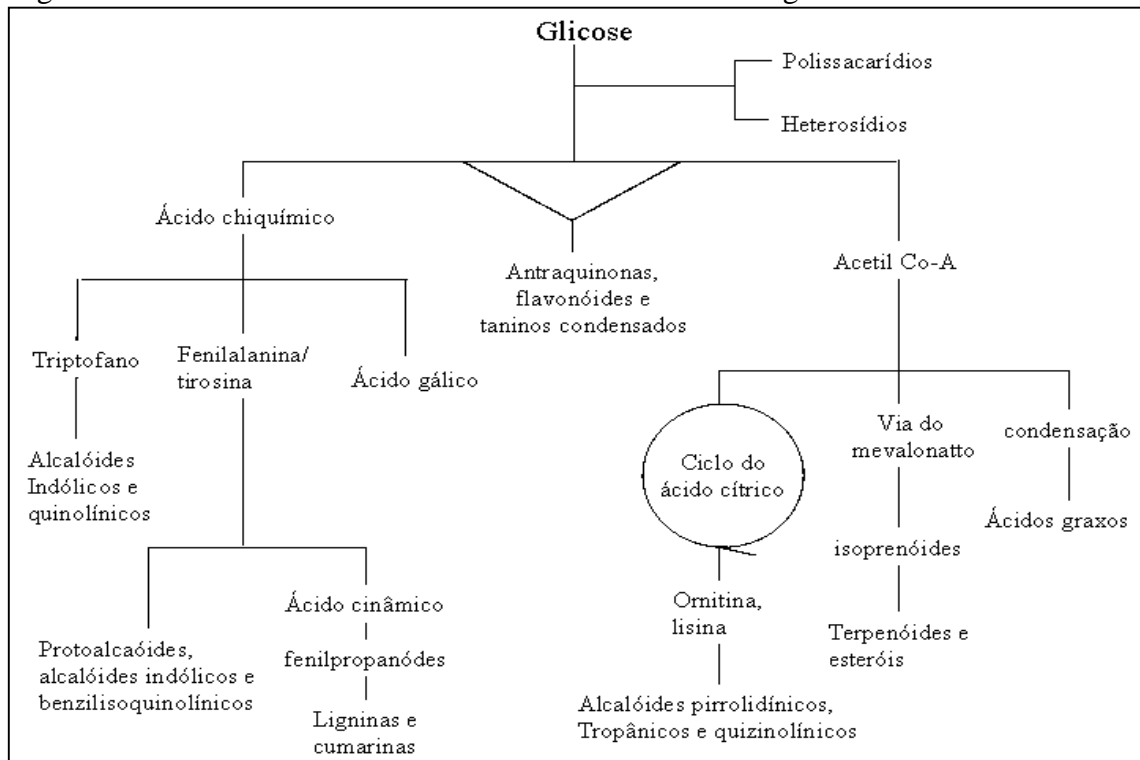 Glicose
Polissacarídios
Heterosídios
Ácido chiquímico
Antraquinonas,
flavonóides e
taninos condensados
Acetil Co-A
Triptofano
Fenilalanina/
tirosina
Ácido gálico
Alcalóides
Indólicos e
quinolínicos
Protoalcaóides,
alcalóides indólicos e
benzilisoquinolínicos
Ácido cinâmico
fenilpropanódes
Ligninas e
cumarinas
Ciclo do
ácido cítrico
Ornitina,
lisina
Alcalóides pirrolidínicos,
Tropânicos e quizinolínicos
Via do
mevalonatto
isoprenóides
Terpenóides e
esteróis
condensação
Ácidos graxos